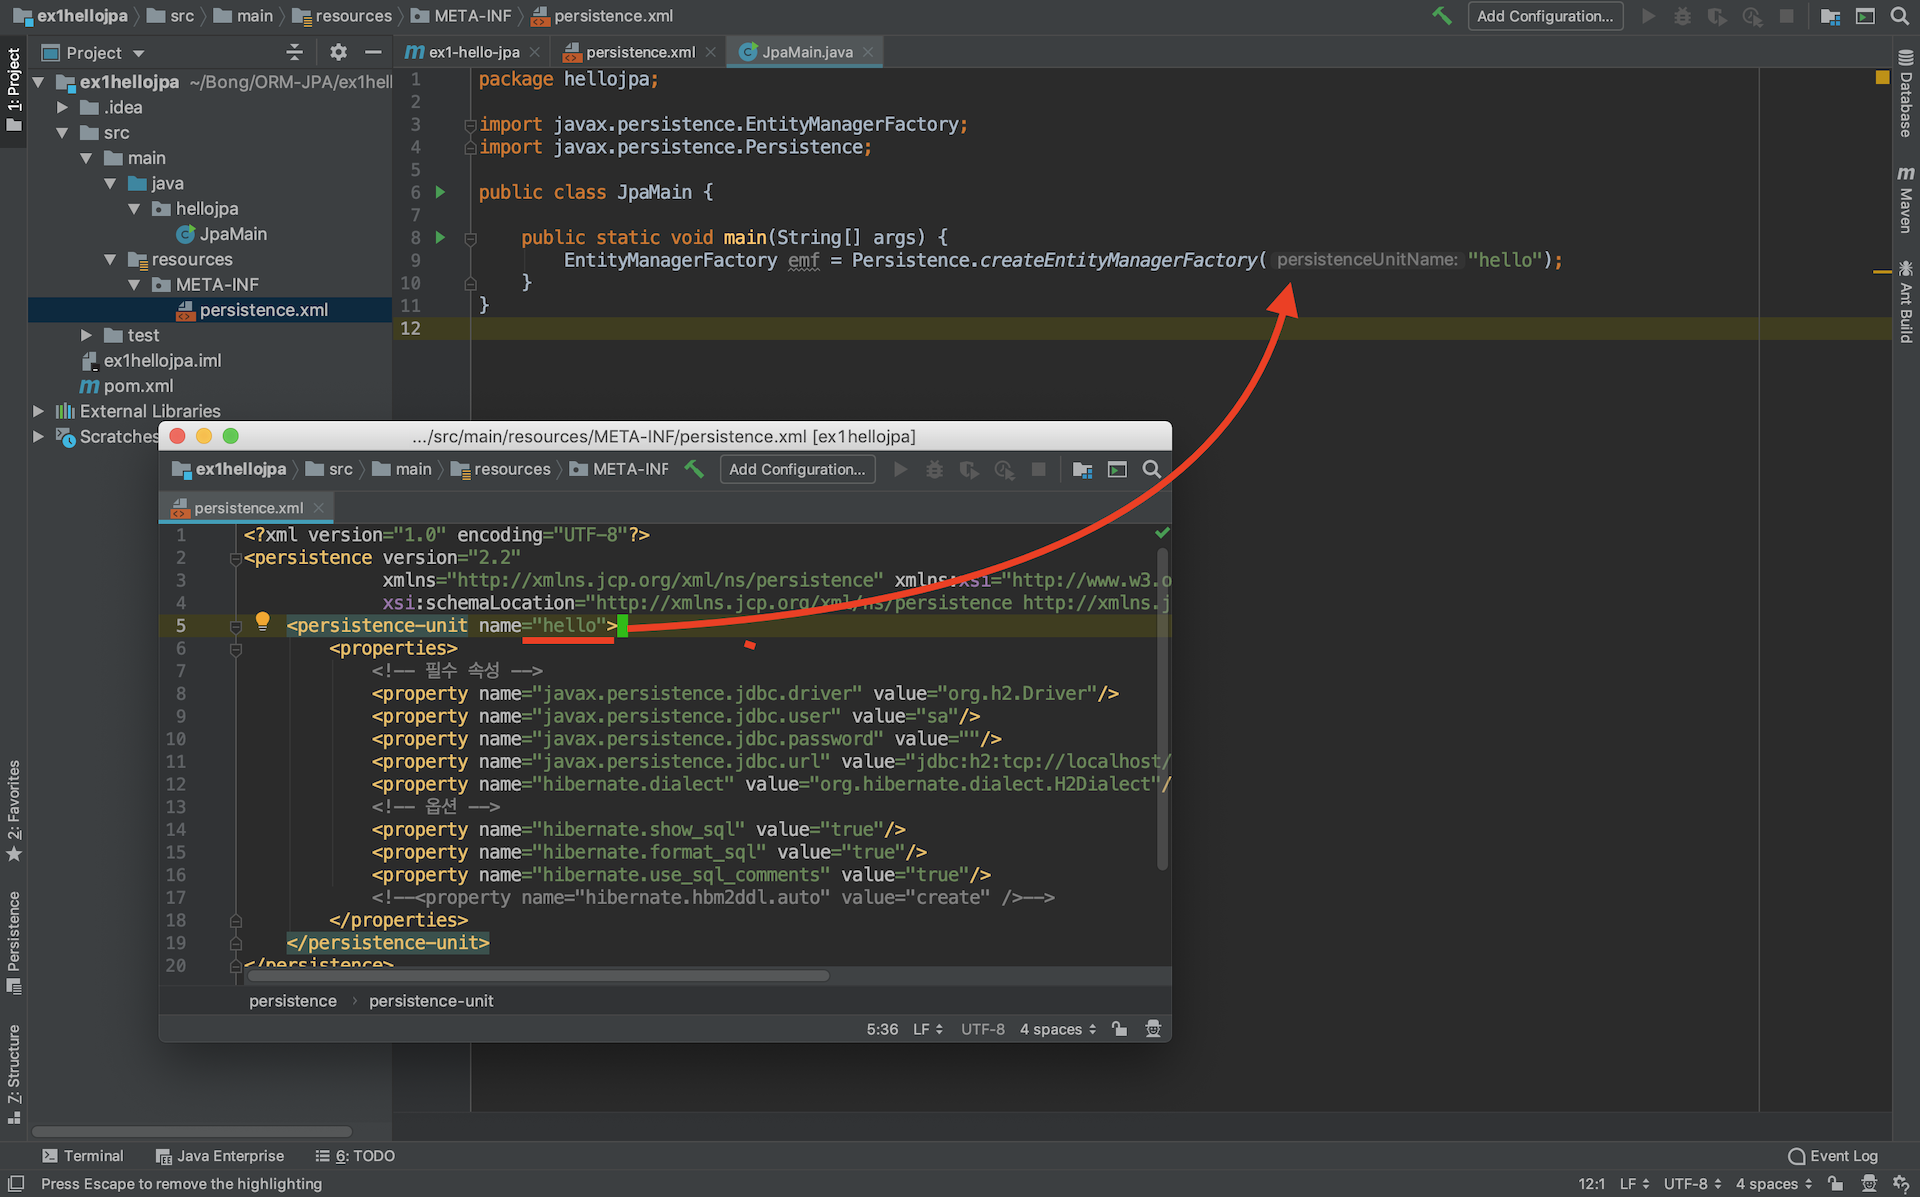 ex1hellojpa src main resources META-INF persistence.xml Add Configuration...
Project
ex1-hello-jpa persistence.xml JpaMain.java
1: Project
2: Favorites
Persistence
Z: Structure
ex1hellojpa ~/Bong/ORM-JPA/ex1hell
.idea
src
main
java
hellojpa
JpaMain
resources
META-INF
persistence.xml
test
ex1hellojpa.iml
pom.xml
External Libraries
Scratches
1 package hellojpa;
2
3 import javax.persistence.EntityManagerFactory;
4 import javax.persistence.Persistence;
5
6 public class JpaMain {
7
8 public static void main(String[] args) {
9 EntityManagerFactory emf = Persistence.createEntityManagerFactory( persistenceUnitName: "hello");
10 }
11 }
12
Database
Maven
Ant Build
.../src/main/resources/META-INF/persistence.xml [ex1hellojpa]
ex1hellojpa src main resources META-INF Add Configuration...
persistence.xml
1 <?xml version="1.0" encoding="UTF-8"?>
2 <persistence version="2.2"
3 xmlns="http://xmlns.jcp.org/xml/ns/persistence" xmlns:xsi="http://www.w3.o
4 xsi:schemaLocation="http://xmlns.jcp.org/xml/ns/persistence http://xmlns.j
5 <persistence-unit name="hello">
6 <properties>
7 <!-- 필수 속성 -->
8 <property name="javax.persistence.jdbc.driver" value="org.h2.Driver"/>
9 <property name="javax.persistence.jdbc.user" value="sa"/>
10 <property name="javax.persistence.jdbc.password" value=""/>
11 <property name="javax.persistence.jdbc.url" value="jdbc:h2:tcp://localhost/
12 <property name="hibernate.dialect" value="org.hibernate.dialect.H2Dialect"/
13 <!-- 옵션 -->
14 <property name="hibernate.show_sql" value="true"/>
15 <property name="hibernate.format_sql" value="true"/>
16 <property name="hibernate.use_sql_comments" value="true"/>
17 <!--<property name="hibernate.hbm2ddl.auto" value="create" />-->
18 </properties>
19 </persistence-unit>
20 </persistence>
persistence persistence-unit
5:36 LF UTF-8 4 spaces
Terminal Java Enterprise 6: TODO Event Log
Press Escape to remove the highlighting 12:1 LF UTF-8 4 spaces